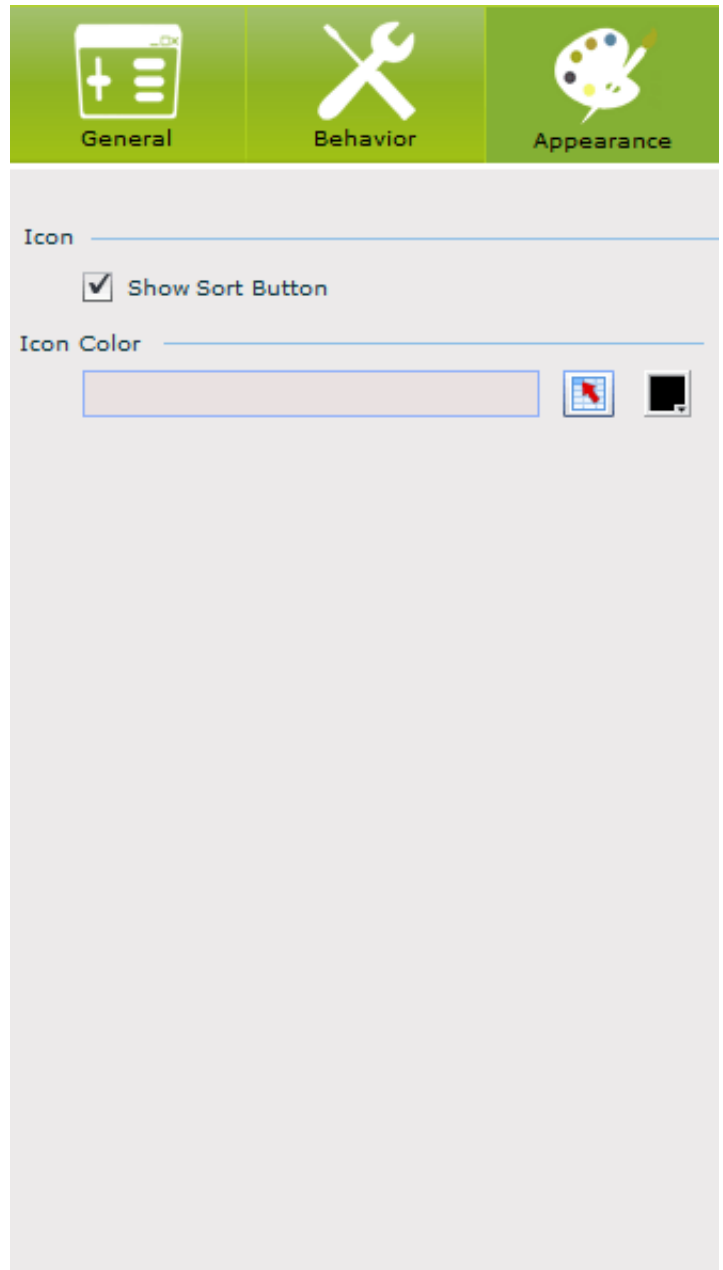 General
Behavior
Appearance
Icon
Show Sort Button
Icon Color